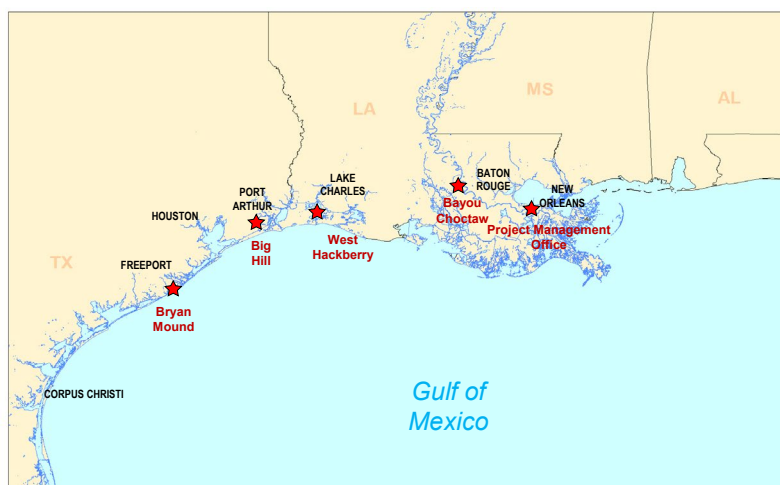 MS
AL
LA
LAKE
CHARLES
BATON
ROUGE
PORT
ARTHUR
NEW
ORLEANS
HOUSTON
Bayou
Choctaw
Project Management
Office
Big
Hill
West
Hackberry
TX
FREEPORT
Bryan
Mound
CORPUS CHRISTI
Gulf of
Mexico